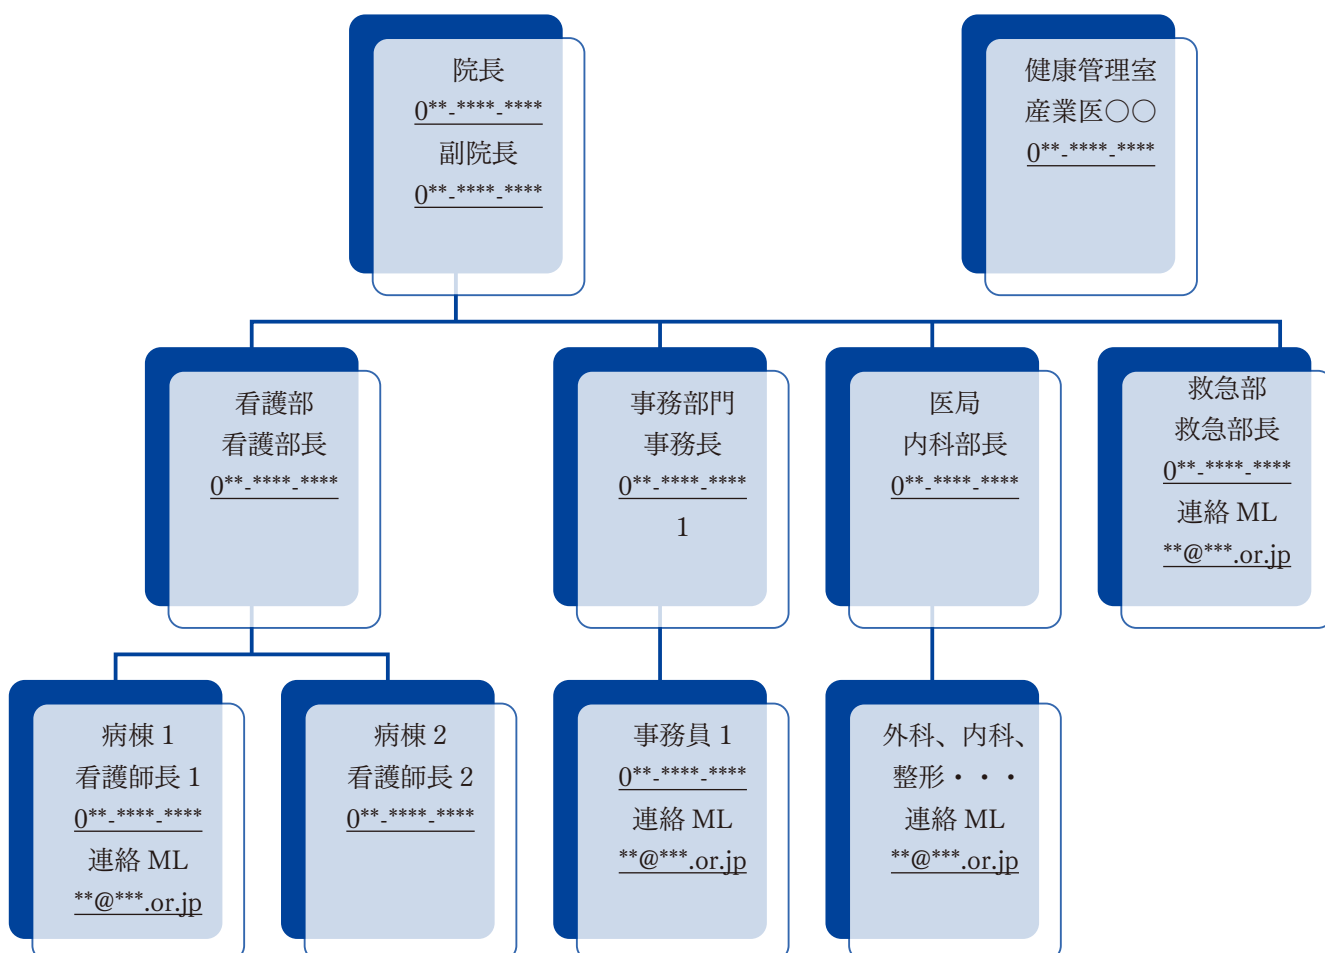 院長
0**-****-****
副院長
0**-****-****
健康管理室
産業医〇〇
0**-****-****
看護部
看護部長
0**-****-****
事務部門
事務長
0**-****-****
1
医局
内科部長
0**-****-****
救急部
救急部長
0**-****-****
連絡 ML
**@***.or.jp
病棟 1
看護師長 1
0**-****-****
連絡 ML
**@***.or.jp
病棟 2
看護師長 2
0**-****-****
事務員 1
0**-****-****
連絡 ML
**@***.or.jp
外科、内科、
整形・・・
連絡 ML
**@***.or.jp